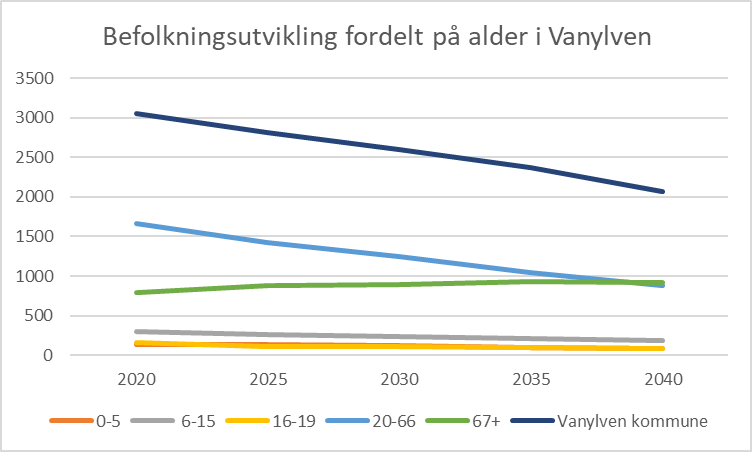 Befolkningsutvikling fordelt på alder i Vanylven
3500
3000
2500
2000
1500
1000
500
0
2020 2025 2030 2035 2040
0-5 6-15 16-19 20-66 67+ Vanylven kommune